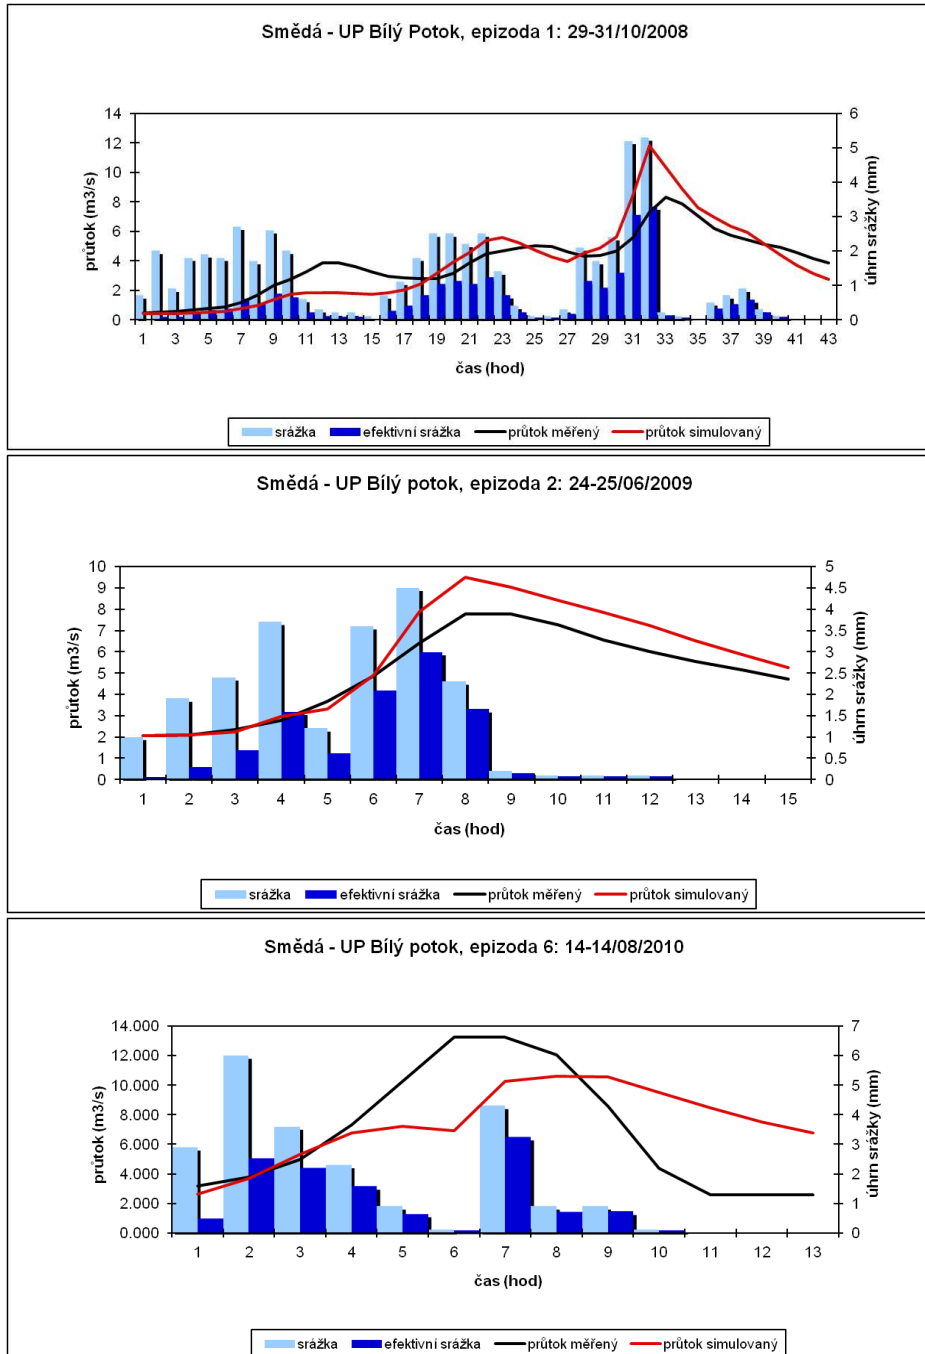 Smědá - UP Bílý Potok, epizoda 1: 29-31/10/2008
průtok (m3/s)
14
12
10
8
6
4
2
0
6
5
4
3
2
1
0
úhrn srážky (mm)
1 3 5 7 9 11 13 15 17 19 21 23 25 27 29 31 33 35 37 39 41 43
čas (hod)
srážka efektivní srážka průtok měřený průtok simulovaný
Smědá - UP Bílý potok, epizoda 2: 24-25/06/2009
průtok (m3/s)
10
9
8
7
6
5
4
3
2
1
0
5
4.5
4
3.5
3
2.5
2
1.5
1
0.5
0
úhrn srážky (mm)
1 2 3 4 5 6 7 8 9 10 11 12 13 14 15
čas (hod)
srážka efektivní srážka průtok měřený průtok simulovaný
Smědá - UP Bílý potok, epizoda 6: 14-14/08/2010
průtok (m3/s)
14.000
12.000
10.000
8.000
6.000
4.000
2.000
0.000
7
6
5
4
3
2
1
0
úhrn srážky (mm)
1 2 3 4 5 6 7 8 9 10 11 12 13
čas (hod)
srážka efektivní srážka průtok měřený průtok simulovaný